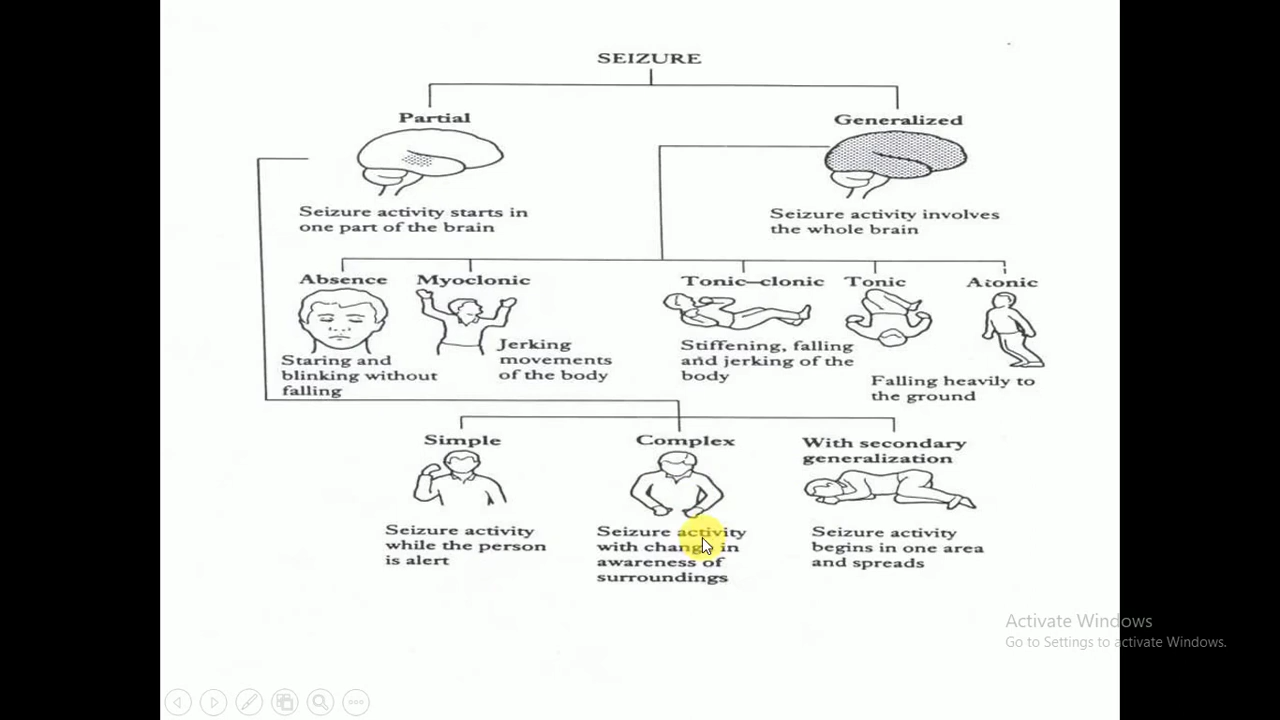 SEIZURE
Partial
Generalized
Seizure activity starts in
one part of the brain
Seizure activity involves
the whole brain
Absence
Myoclonic
Tonic—clonic
Tonic
Atonic
Staring and
blinking without
falling
Jerking
movements
of the body
Stiffening, falling
and jerking of the
body
Falling heavily to
the ground
Simple
Complex
With secondary
generalization
Seizure activity
while the person
is alert
Seizure activity
with change in
awareness of
surroundings
Seizure activity
begins in one area
and spreads
Activate Windows
Go to Settings to activate Windows.